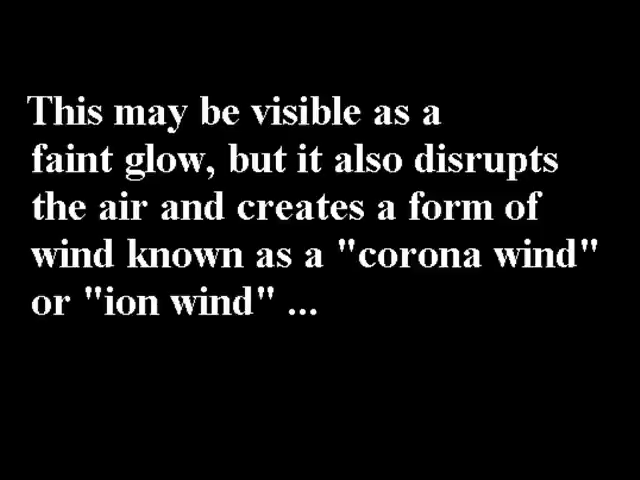 This may be visible as a
faint glow, but it also disrupts
the air and creates a form of
wind known as a "corona wind"
or "ion wind" ...